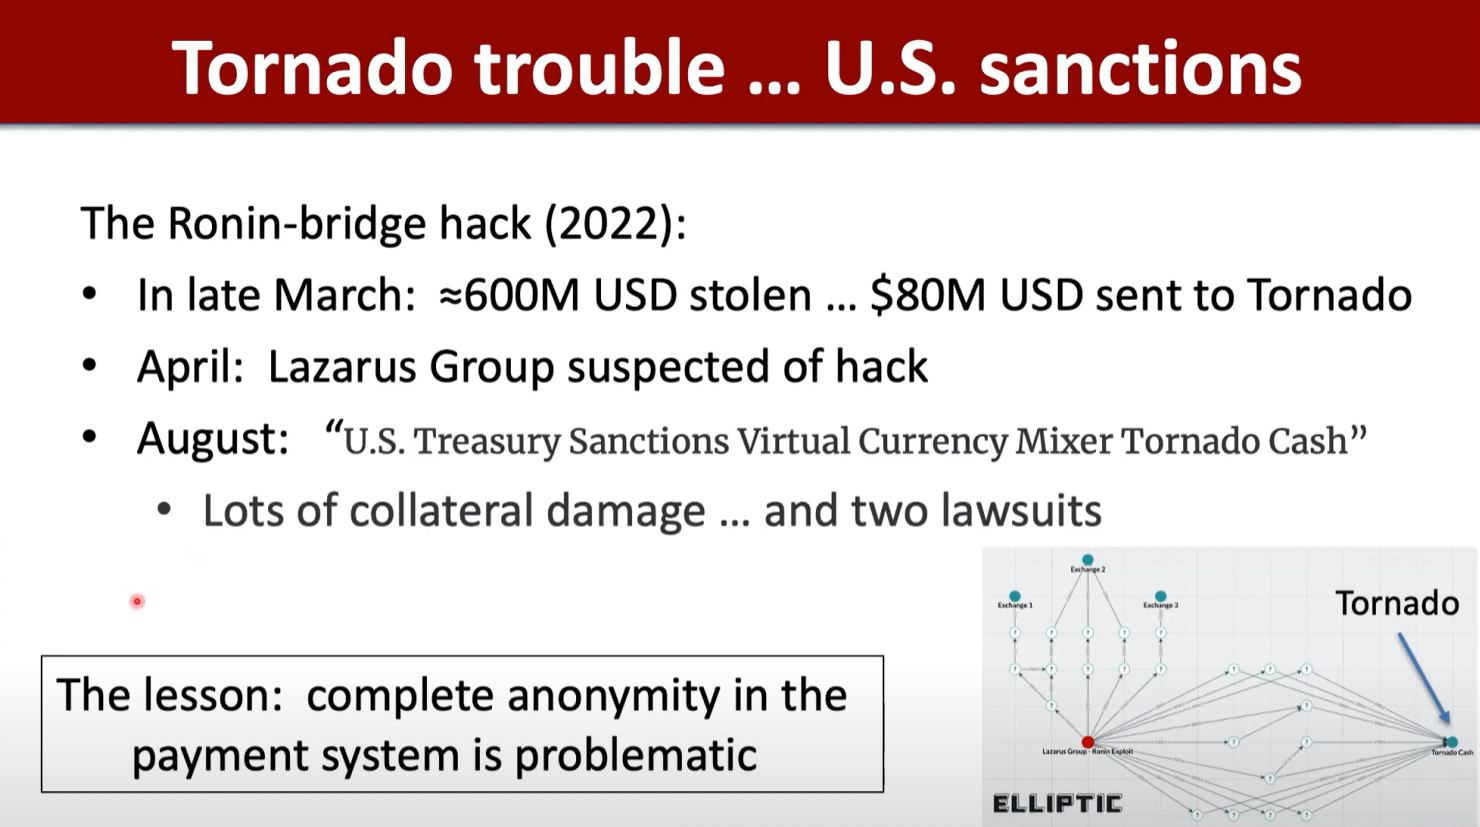 Tornado trouble … U.S. sanctions
The Ronin-bridge hack (2022):
• In late March: ≈600M USD stolen … $80M USD sent to Tornado
• April: Lazarus Group suspected of hack
• August: “U.S. Treasury Sanctions Virtual Currency Mixer Tornado Cash”
• Lots of collateral damage … and two lawsuits
The lesson: complete anonymity in the
payment system is problematic
Exchange 2
Exchange 1
Exchange 3
Tornado
Lazarus Group - Ronin Exploit
Tornado Cash
ELLIPTIC